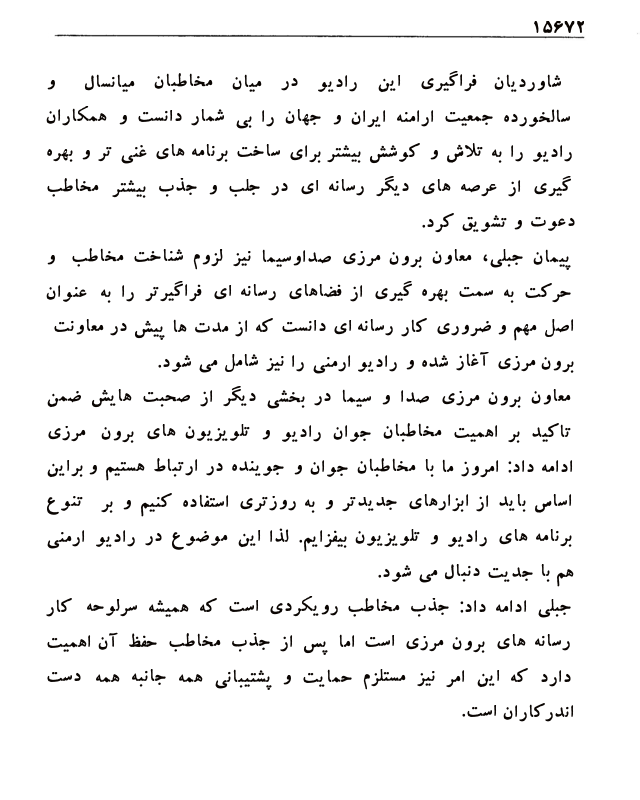 ۱۵۶۷۲
شاوردیان فراگیری این رادیو در میان مخاطبان میانسال و
سالخورده جمعیت ارامنه ایران و جهان را بی شمار دانست و همکاران
رادیو را به تلاش و کوشش بیشتر برای ساخت برنامه های غنی تر و بهره
گیری از عرصه های دیگر رسانه ای در جلب و جذب بیشتر مخاطب
دعوت و تشویق کرد.
پیمان جبلی، معاون برون مرزی صداوسیما نیز لزوم شناخت مخاطب و
حرکت به سمت بهره گیری از فضاهای رسانه ای فراگیرتر را به عنوان
اصل مهم و ضروری کار رسانه ای دانست که از مدت ها پیش در معاونت
برون مرزی آغاز شده و رادیو ارمنی را نیز شامل می شود.
معاون برون مرزی صدا و سیما در بخشی دیگر از صحبت هایش ضمن
تاکید بر اهمیت مخاطبان جوان رادیو و تلویزیون های برون مرزی
ادامه داد: امروز ما با مخاطبان جوان و جوینده در ارتباط هستیم و براین
اساس باید از ابزارهای جدیدتر و به روزتری استفاده کنیم و بر تنوع
برنامه های رادیو و تلویزیون بیفزایم. لذا این موضوع در رادیو ارمنی
هم با جدیت دنبال می شود.
جبلی ادامه داد: جذب مخاطب رویکردی است که همیشه سرلوحه کار
رسانه های برون مرزی است اما پس از جذب مخاطب حفظ آن اهمیت
دارد که این امر نیز مستلزم حمایت و پشتیبانی همه جانبه همه دست
اندرکاران است.